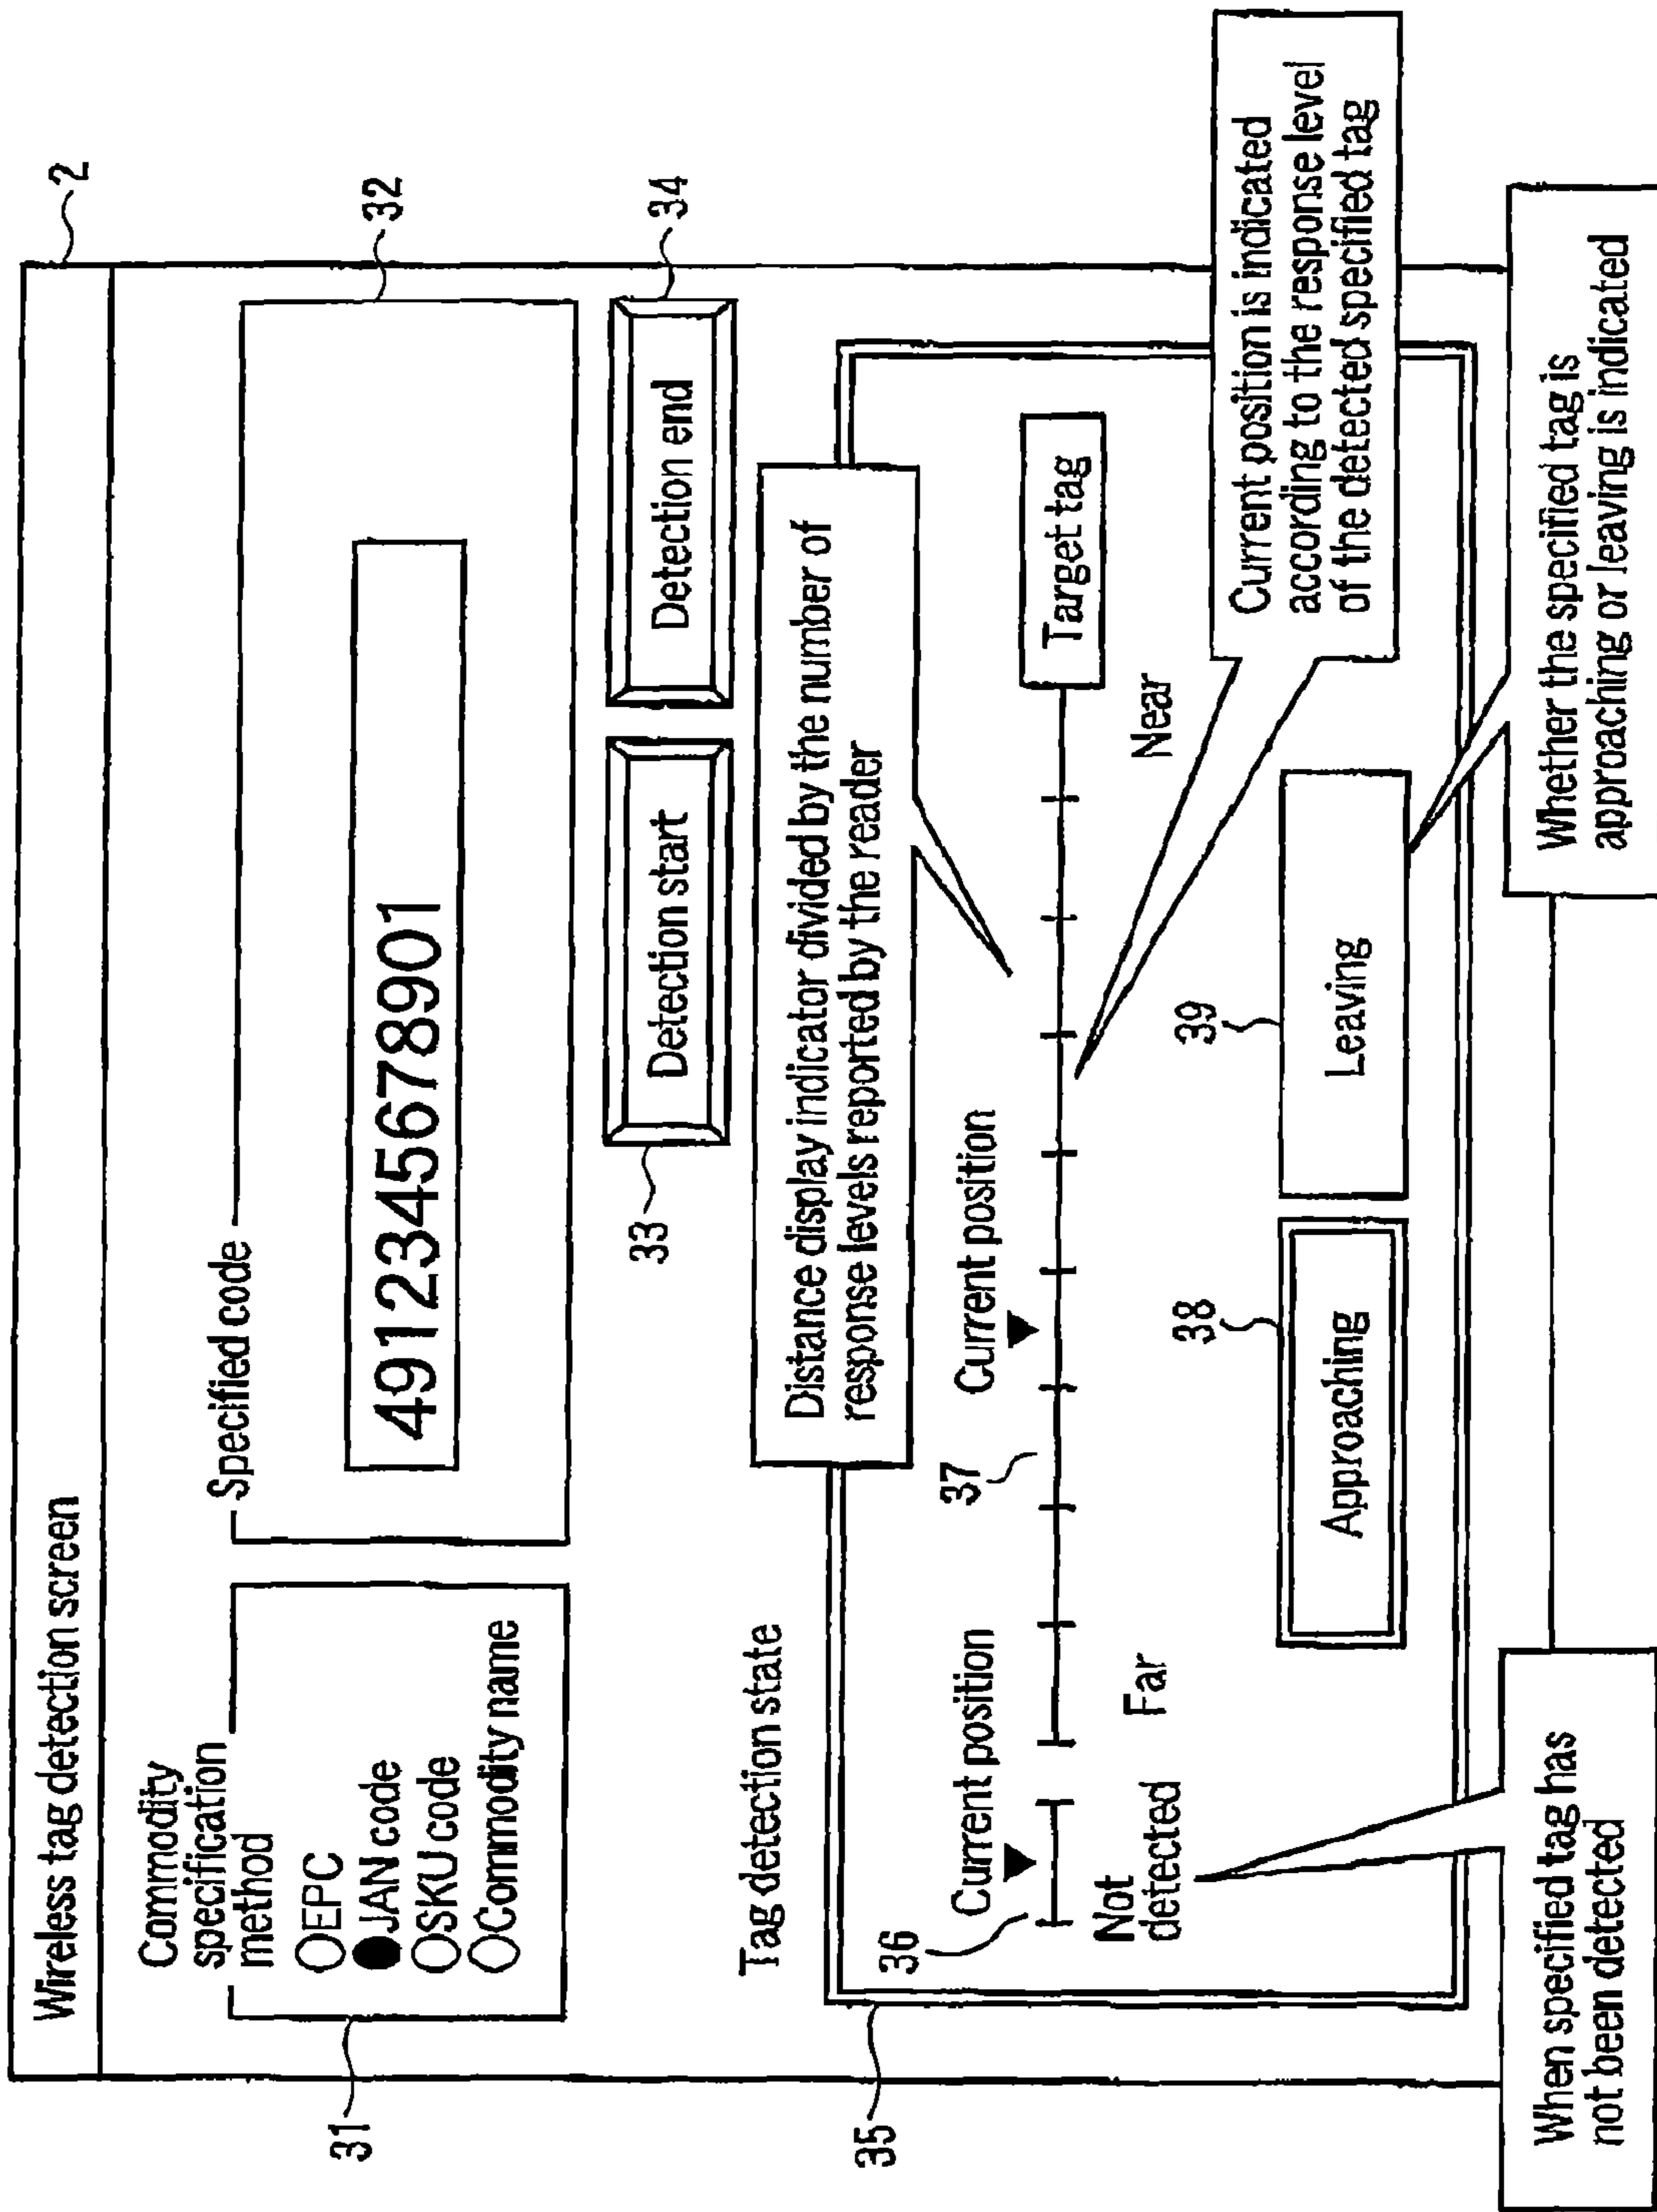 Wireless tag detection screen
2
Commodity
specification
method
EPC
JAN code
SKU code
Commodity name
31
Specified code
4912345678901
32
Detection start
33
Detection end
34
Tag detection state
Distance display indicator divided by the number of
response levels reported by the reader
36
Current position
37
Current position
Target tag
Not
detected
Far
Near
Current position is indicated
according to the response level
of the detected specified tag
38
Approaching
39
Leaving
35
When specified tag has
not been detected
Whether the specified tag is
approaching or leaving is indicated